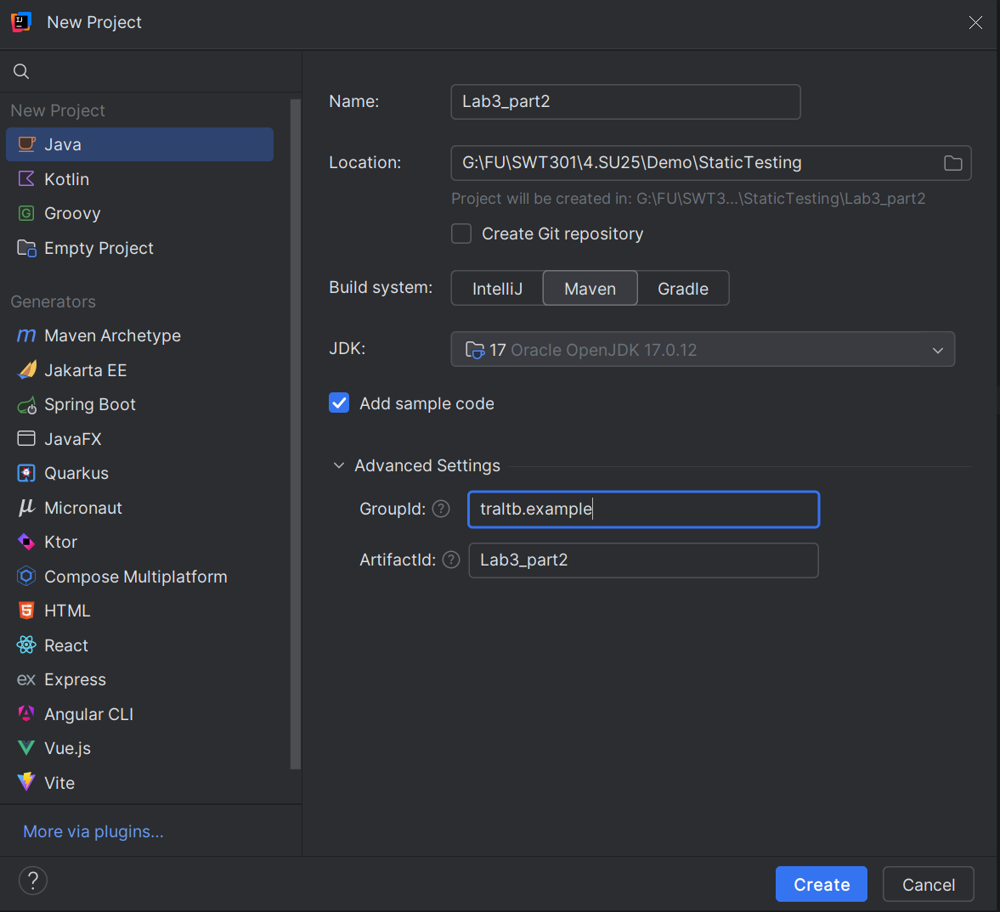 New Project
New Project
Java
Kotlin
Groovy
Empty Project
Generators
Maven Archetype
Jakarta EE
Spring Boot
JavaFX
Quarkus
Micronaut
Ktor
Compose Multiplatform
HTML
React
ex Express
Angular CLI
Vue.js
Vite
More via plugins...
Name: Lab3_part2
Location: G:\FU\SWT301\4.SU25\Demo\StaticTesting
Project will be created in: G:\FU\SWT3...\StaticTesting\Lab3_part2
Create Git repository
Build system: IntelliJ Maven Gradle
JDK: 17 Oracle OpenJDK 17.0.12
Add sample code
Advanced Settings
GroupId: ? traltb.example
ArtifactId: ? Lab3_part2
? Create Cancel